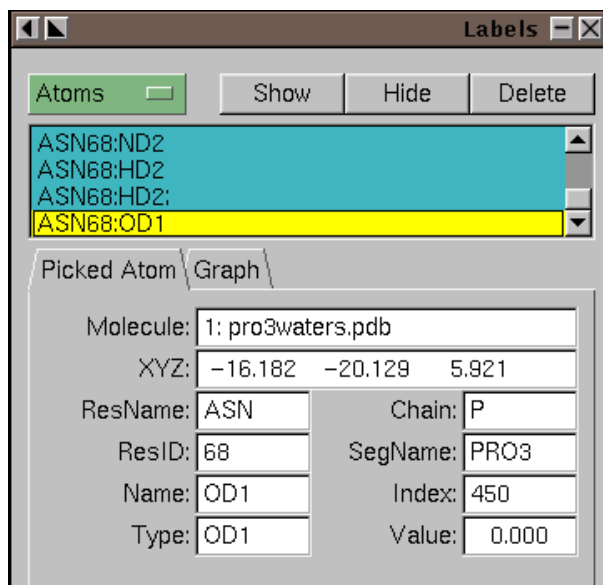 Labels
Atoms Show Hide Delete
ASN68:ND2
ASN68:HD2
ASN68:HD2;
ASN68:OD1
Picked Atom Graph
Molecule: 1: pro3waters.pdb
XYZ: -16.182 -20.129 5.921
ResName: ASN Chain: P
ResID: 68 SegName: PRO3
Name: OD1 Index: 450
Type: OD1 Value: 0.000